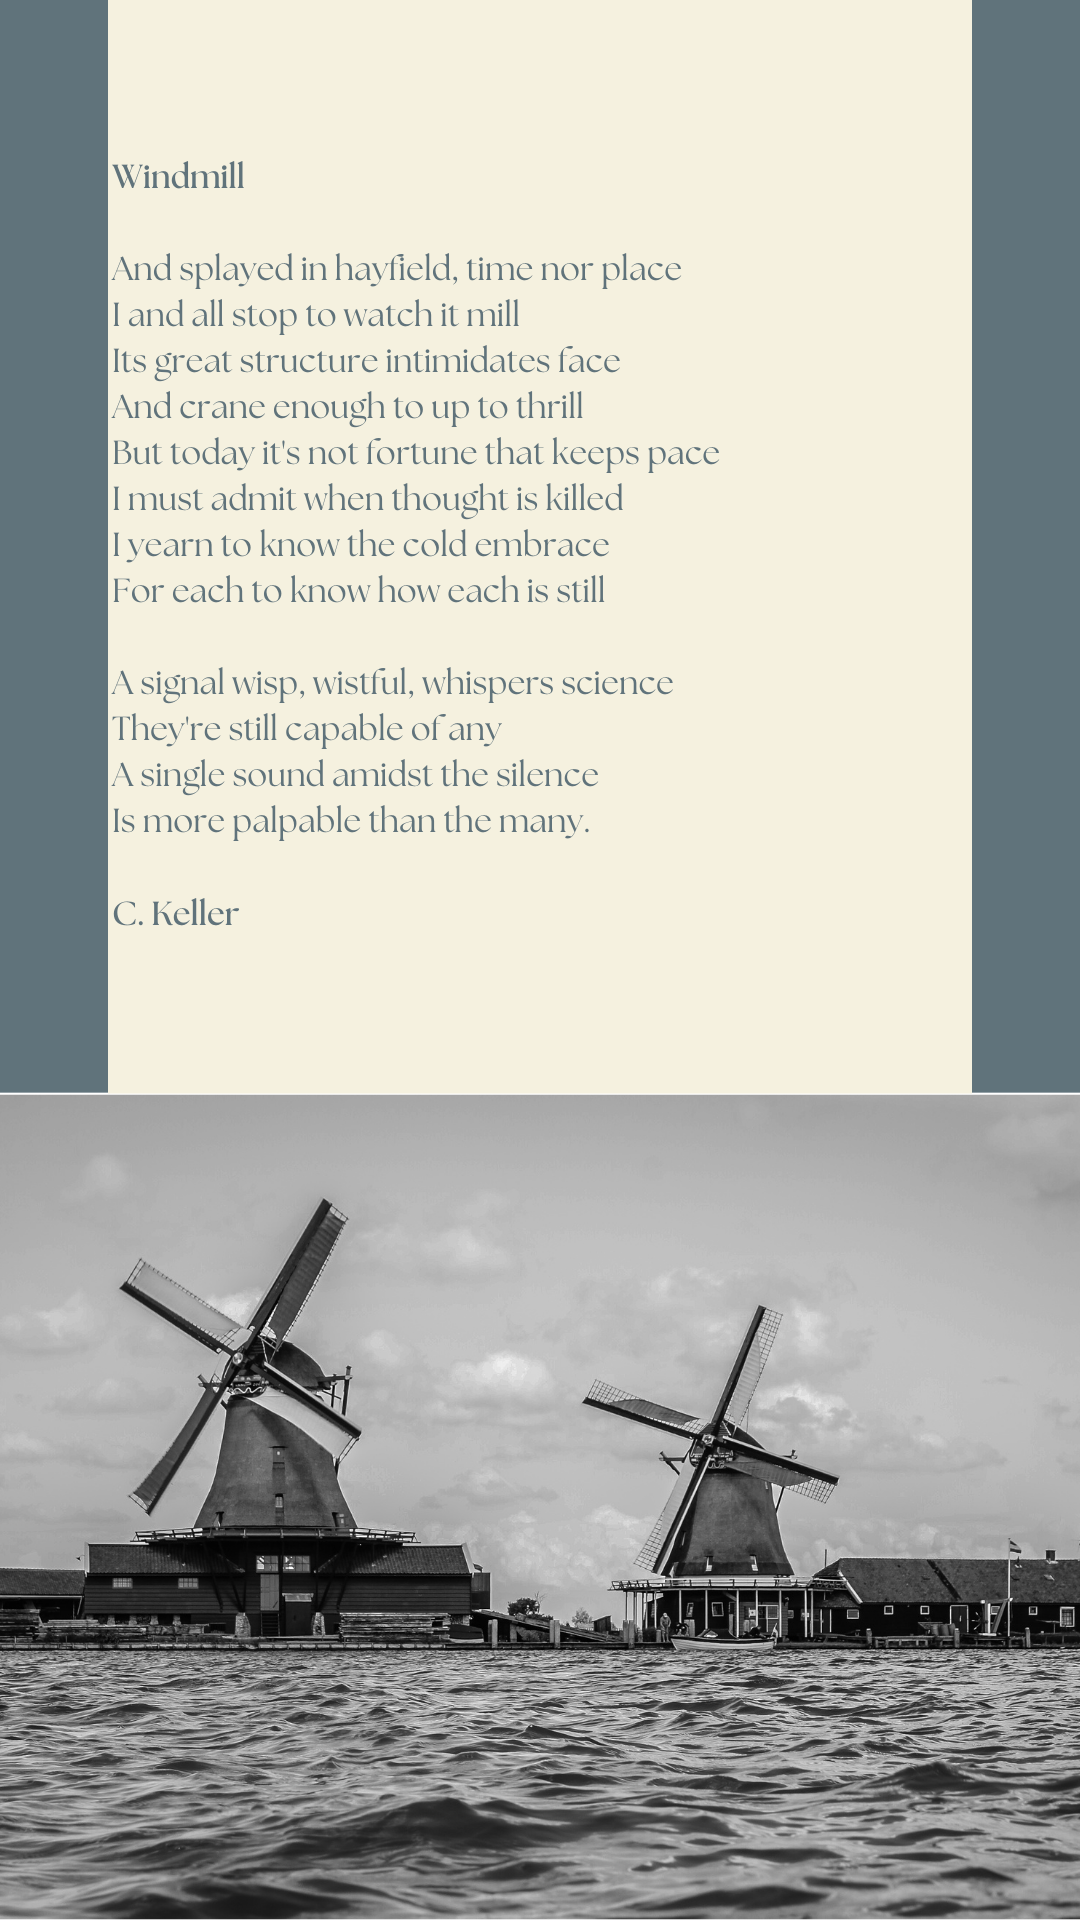 Windmill
And splayed in hayfield, time nor place
I and all stop to watch it mill
Its great structure intimidates face
And crane enough to up to thrill
But today it's not fortune that keeps pace
I must admit when thought is killed
I yearn to know the cold embrace
For each to know how each is still
A signal wisp, wistful, whispers science
They're still capable of any
A single sound amidst the silence
Is more palpable than the many.
C. Keller